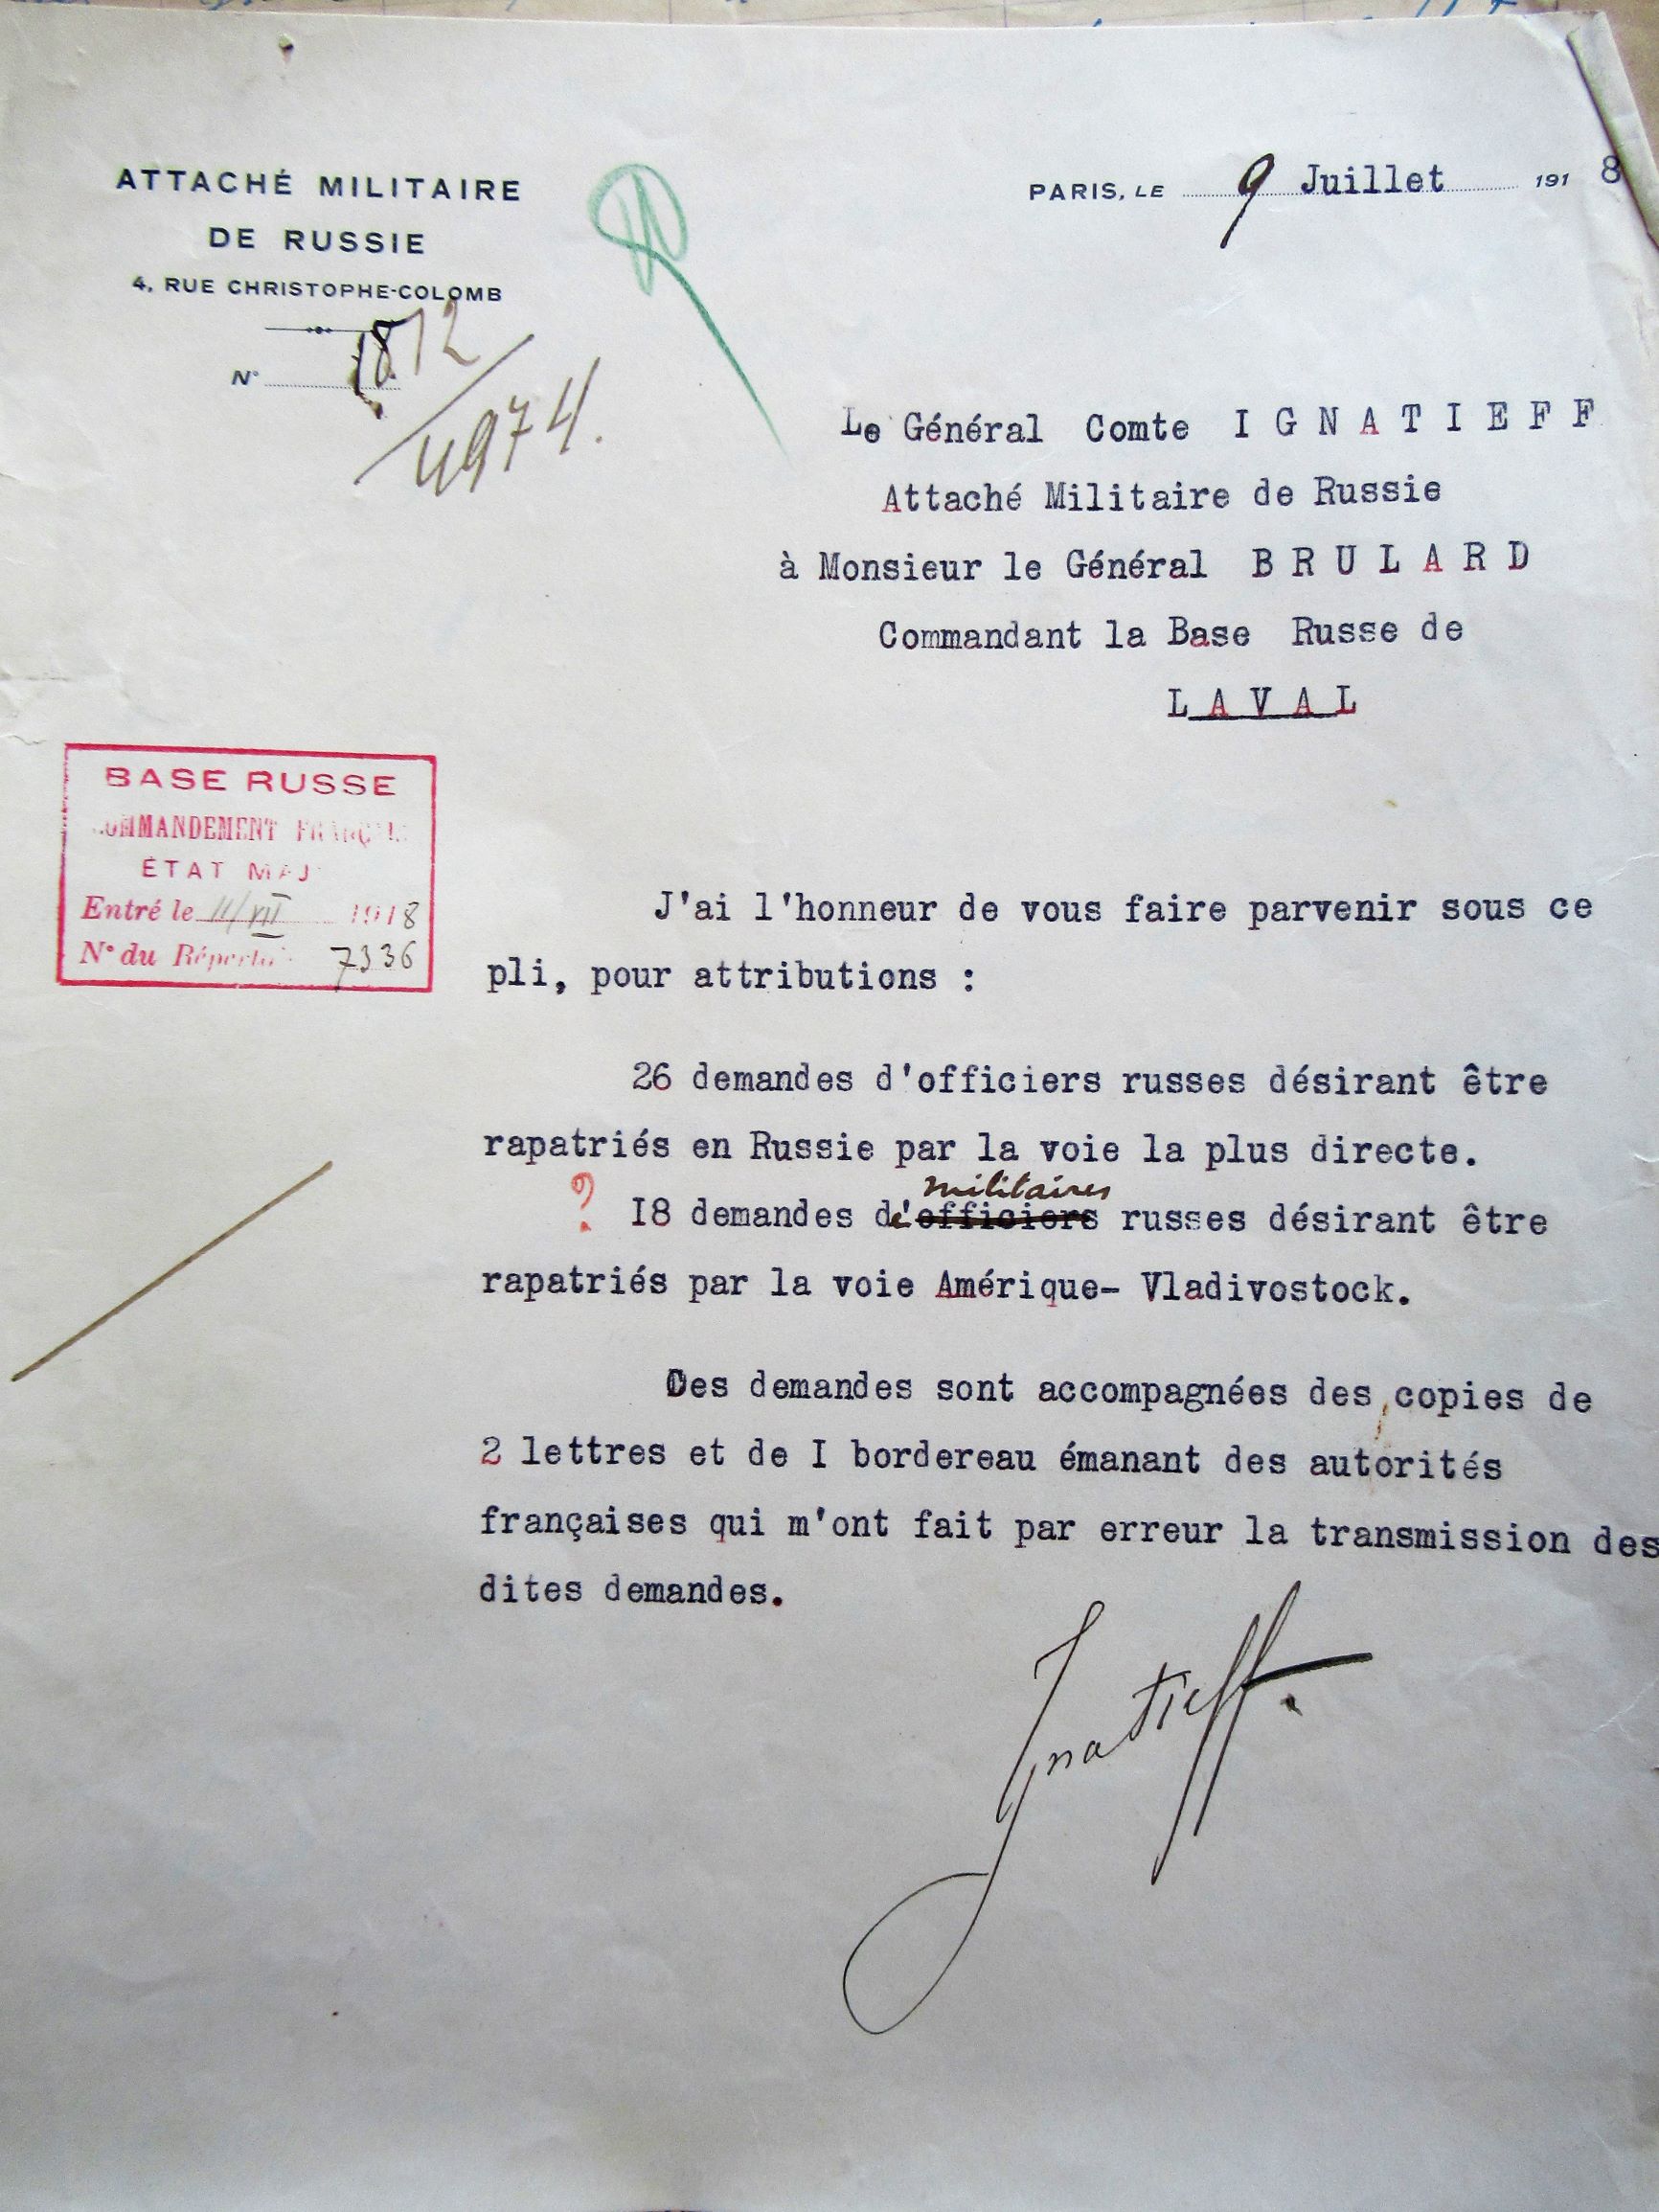 ATTACHÉ MILITAIRE
DE RUSSIE
4, RUE CHRISTOPHE-COLOMB
N° 1812
4974.
PARIS, LE 9 Juillet 1918
Le Général Comte IGNATIEFF
Attaché Militaire de Russie
à Monsieur le Général BRULARD
Commandant la Base Russe de
LAVAL
BASE RUSSE
COMMANDEMENT FRANÇAIS
ÉTAT MAJ
Entré le 11/VII 1918
N° du Réperto 7336
J'ai l'honneur de vous faire parvenir sous ce
pli, pour attributions :
26 demandes d'officiers russes désirant être
rapatriés en Russie par la voie la plus directe.
militaires
? I8 demandes d'officiers russes désirant être
rapatriés par la voie Amérique- Vladivostock.
Des demandes sont accompagnées des copies de
2 lettres et de I bordereau émanant des autorités
françaises qui m'ont fait par erreur la transmission des
dites demandes.
Ignatieff.